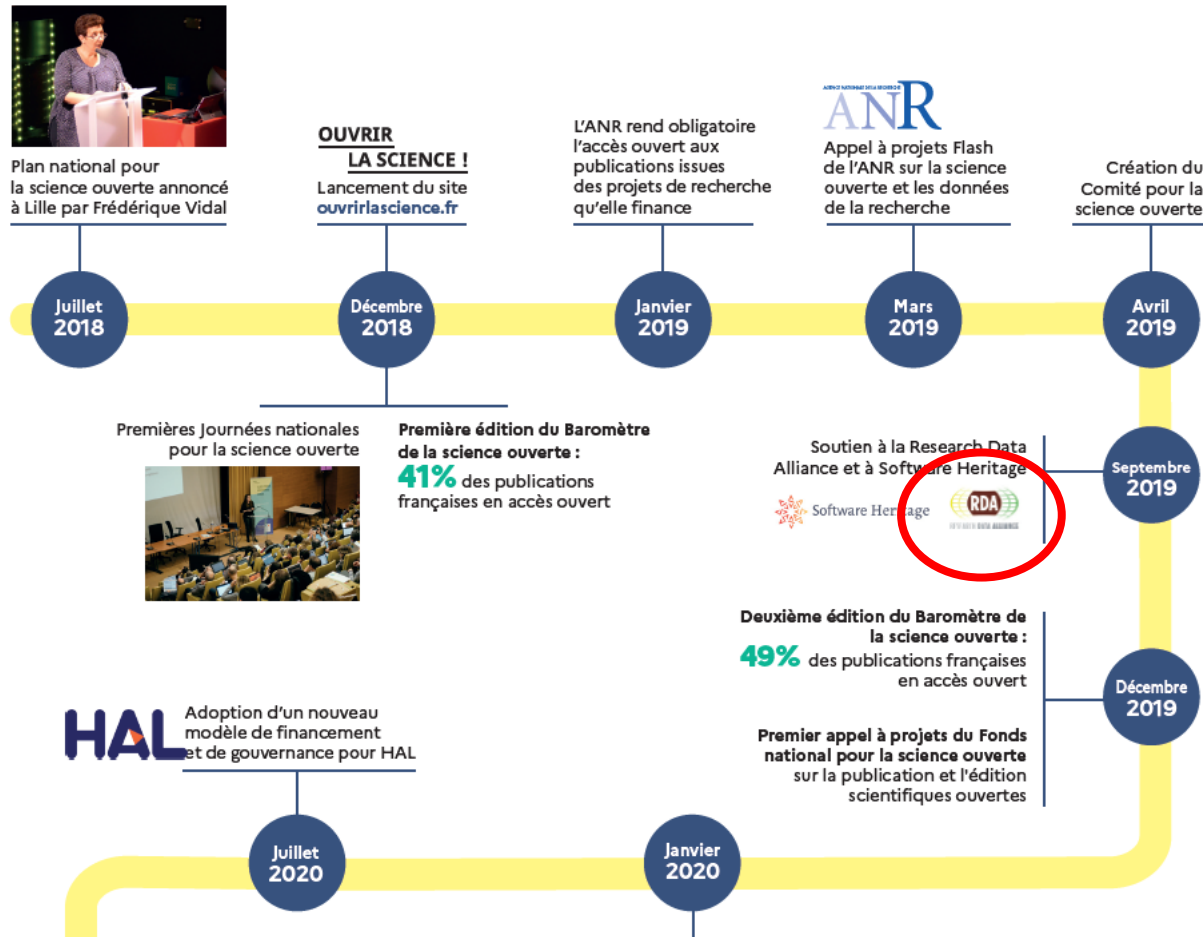 Plan national pour
la science ouverte annoncé
à Lille par Frédérique Vidal
OUVRIR
LA SCIENCE !
Lancement du site
ouvrirlascience.fr
L'ANR rend obligatoire
l'accès ouvert aux
publications issues
des projets de recherche
qu'elle finance
AGENCE NATIONALE DE LA RECHERCHE
ANR
Appel à projets Flash
de l'ANR sur la science
ouverte et les données
de la recherche
Création du
Comité pour la
science ouverte
Juillet
2018
Décembre
2018
Janvier
2019
Mars
2019
Avril
2019
Premières Journées nationales
pour la science ouverte
Première édition du Baromètre
de la science ouverte :
41% des publications
françaises en accès ouvert
Soutien à la Research Data
Alliance et à Software Heritage
Software Heritage
RDA
RESEARCH DATA ALLIANCE
Septembre
2019
Deuxième édition du Baromètre de
la science ouverte :
49% des publications françaises
en accès ouvert
Premier appel à projets du Fonds
national pour la science ouverte
sur la publication et l'édition
scientifiques ouvertes
Décembre
2019
HAL
Adoption d'un nouveau
modèle de financement
et de gouvernance pour HAL
Juillet
2020
Janvier
2020